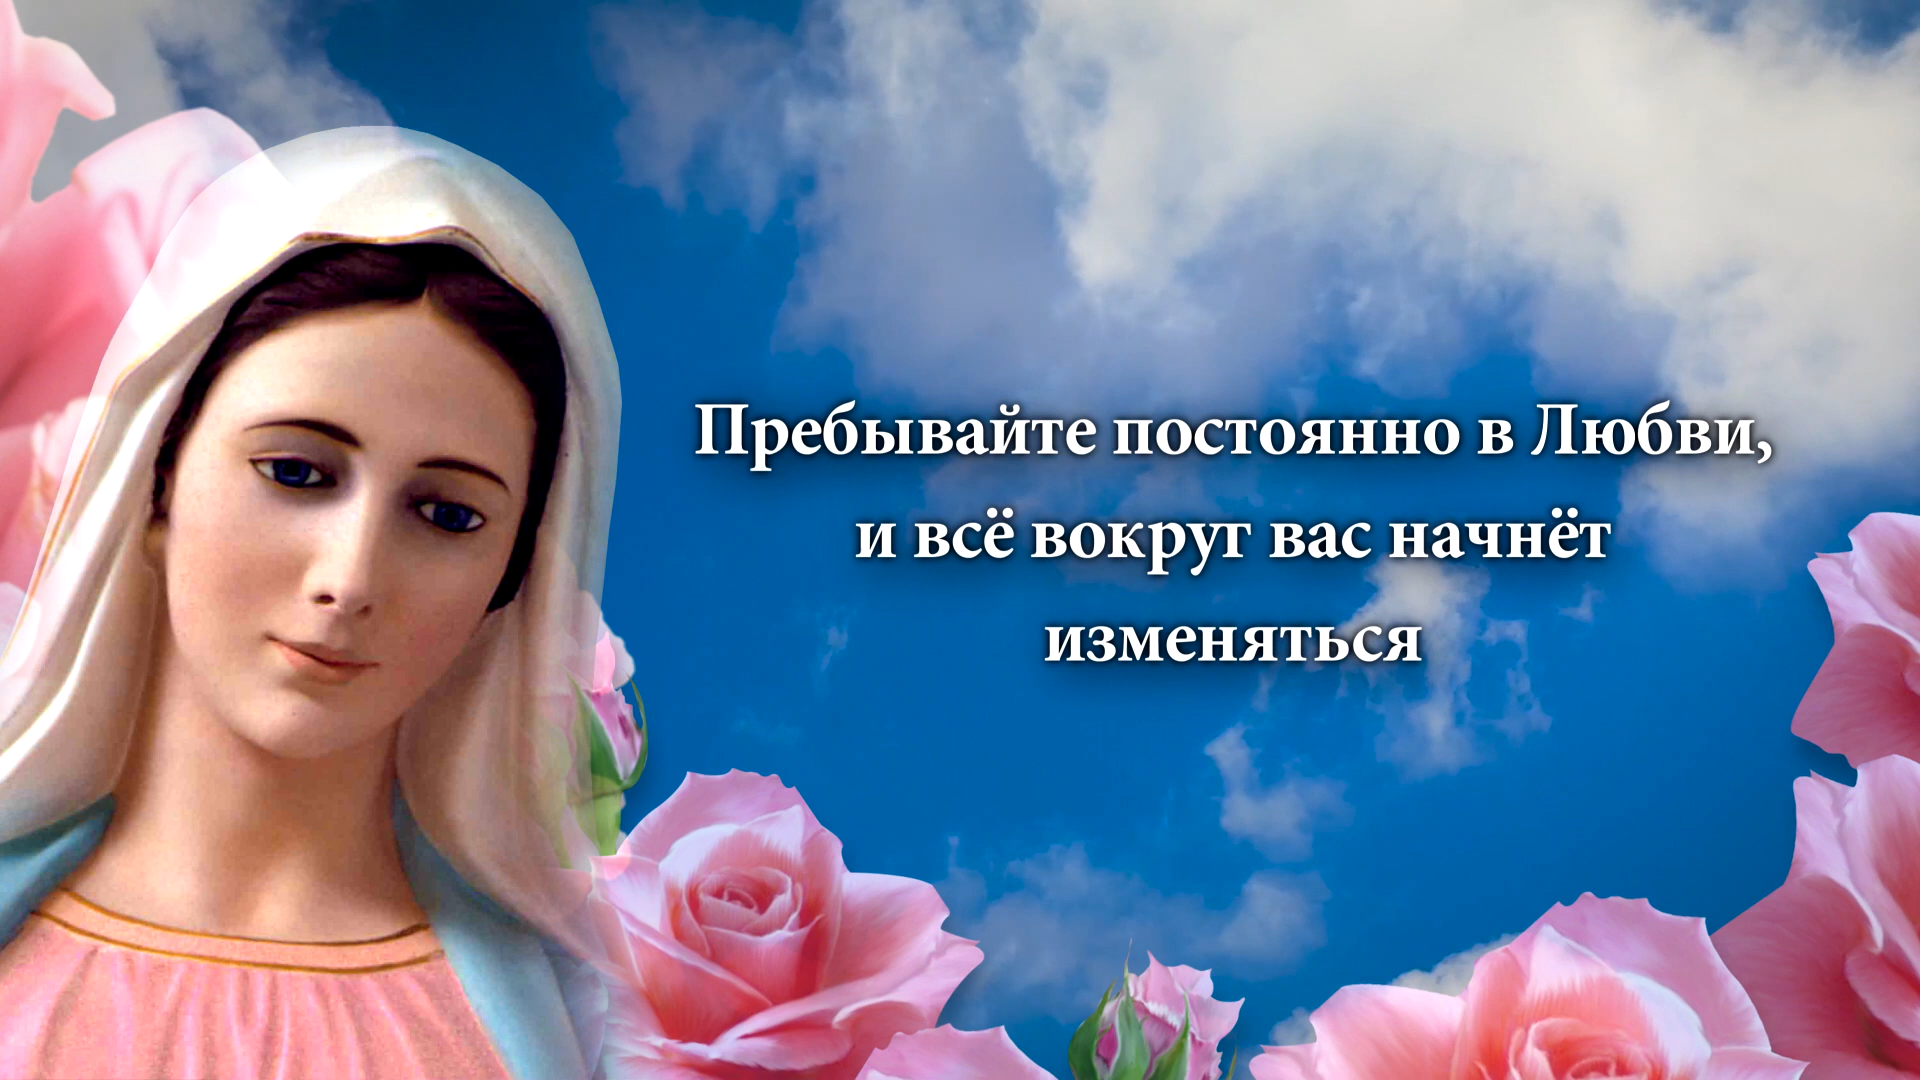 Пребывайте постоянно в Любви,
и всё вокруг вас начнёт
изменяться